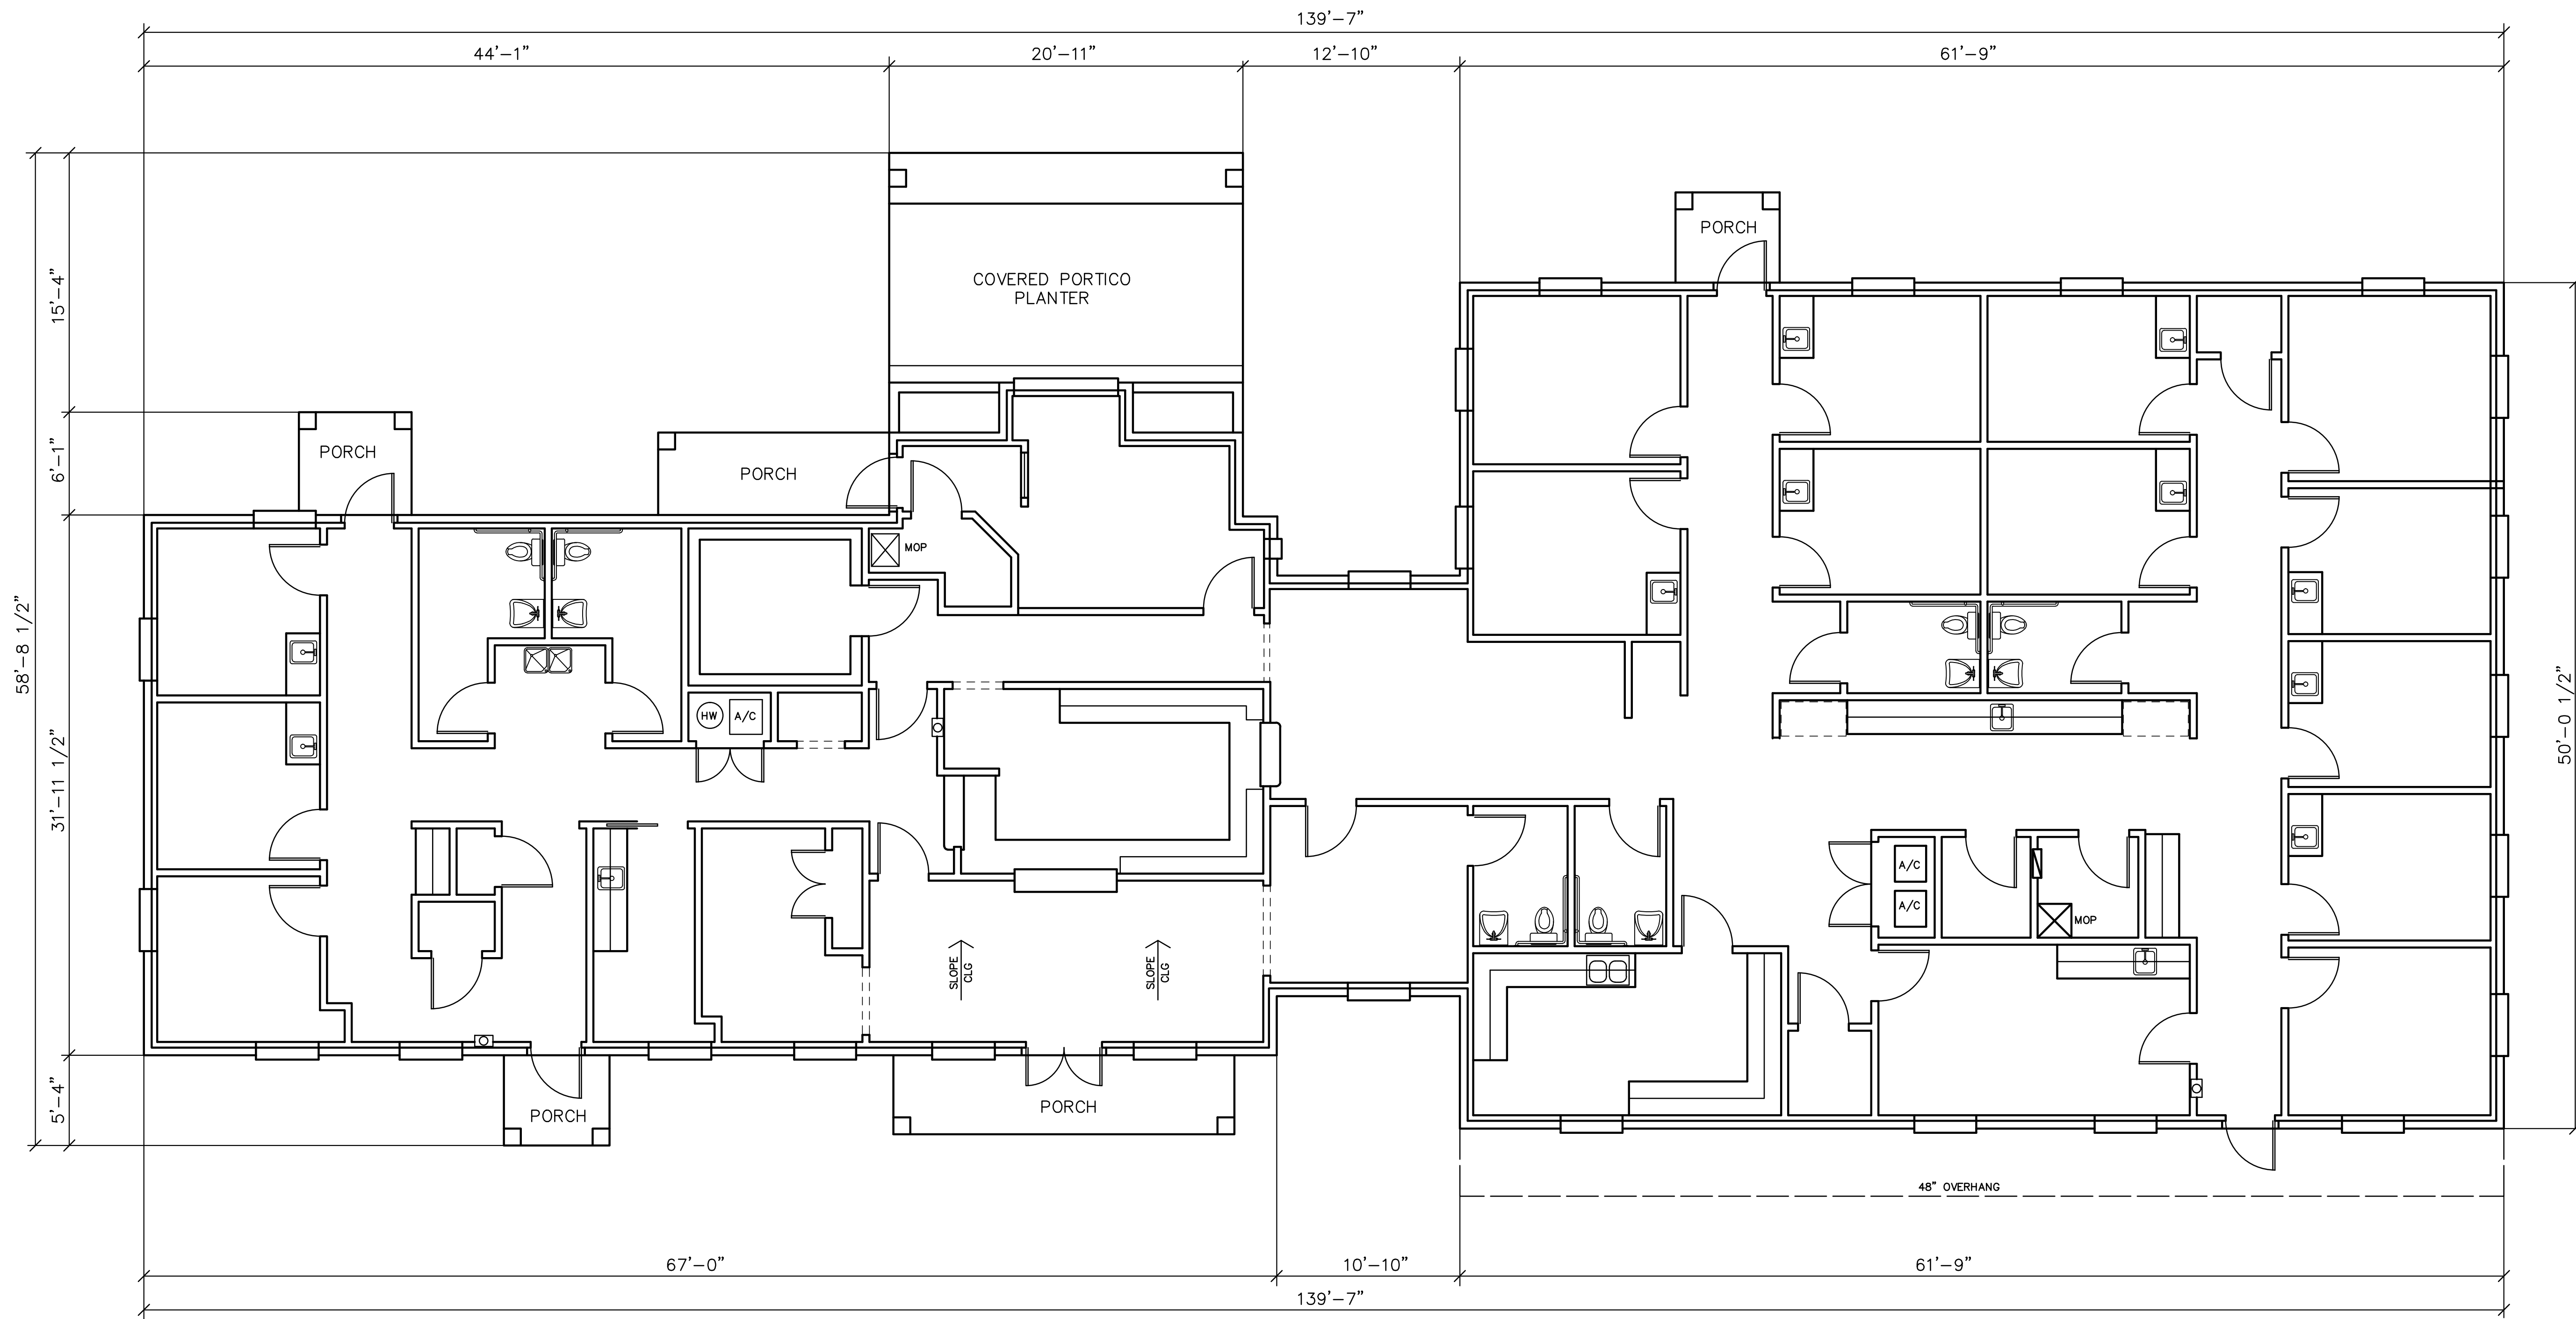 139'-7"
44'-1"
20'-11"
12'-10"
61'-9"
PORCH
COVERED PORTICO
PLANTER
15'-4"
PORCH
PORCH
6'-1"
MOP
58'-8 1/2"
31'-11 1/2"
50'-0 1/2"
HW
A/C
A/C
A/C
MOP
SLOPE
CLG
SLOPE
CLG
5'-4"
PORCH
PORCH
48" OVERHANG
67'-0"
10'-10"
61'-9"
139'-7"